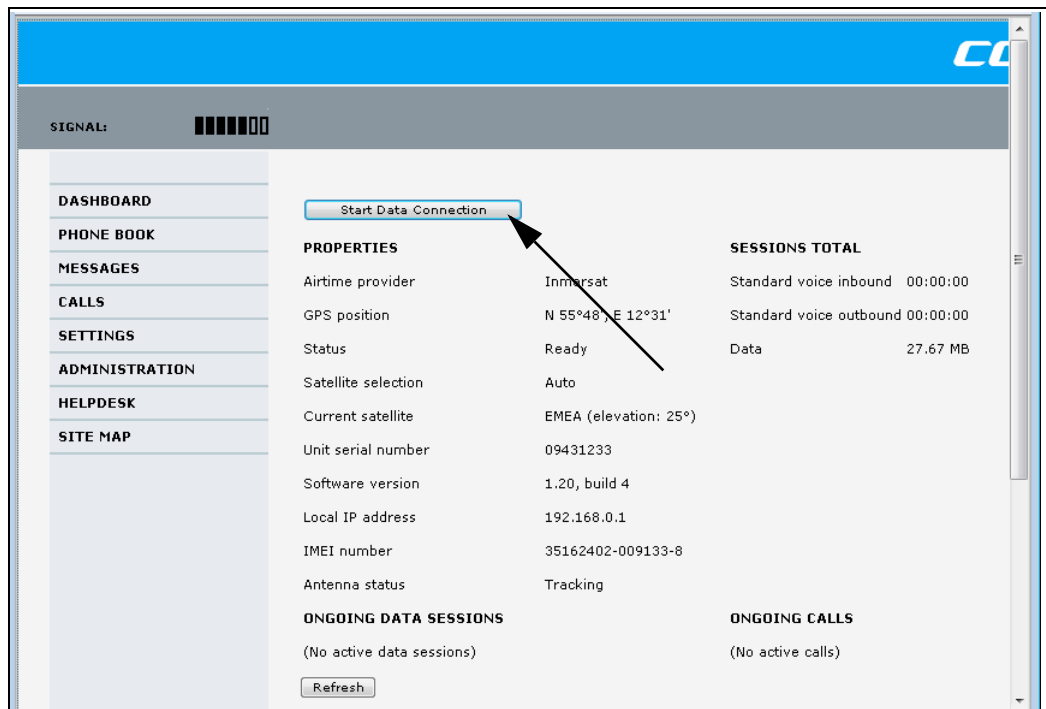 SIGNAL:
DASHBOARD
PHONE BOOK
MESSAGES
CALLS
SETTINGS
ADMINISTRATION
HELPDESK
SITE MAP
Start Data Connection
PROPERTIES
Airtime provider Inmarsat
GPS position N 55°48', E 12°31'
Status Ready
Satellite selection Auto
Current satellite EMEA (elevation: 25°)
Unit serial number 09431233
Software version 1.20, build 4
Local IP address 192.168.0.1
IMEI number 35162402-009133-8
Antenna status Tracking
SESSIONS TOTAL
Standard voice inbound 00:00:00
Standard voice outbound 00:00:00
Data 27.67 MB
ONGOING DATA SESSIONS
(No active data sessions)
Refresh
ONGOING CALLS
(No active calls)